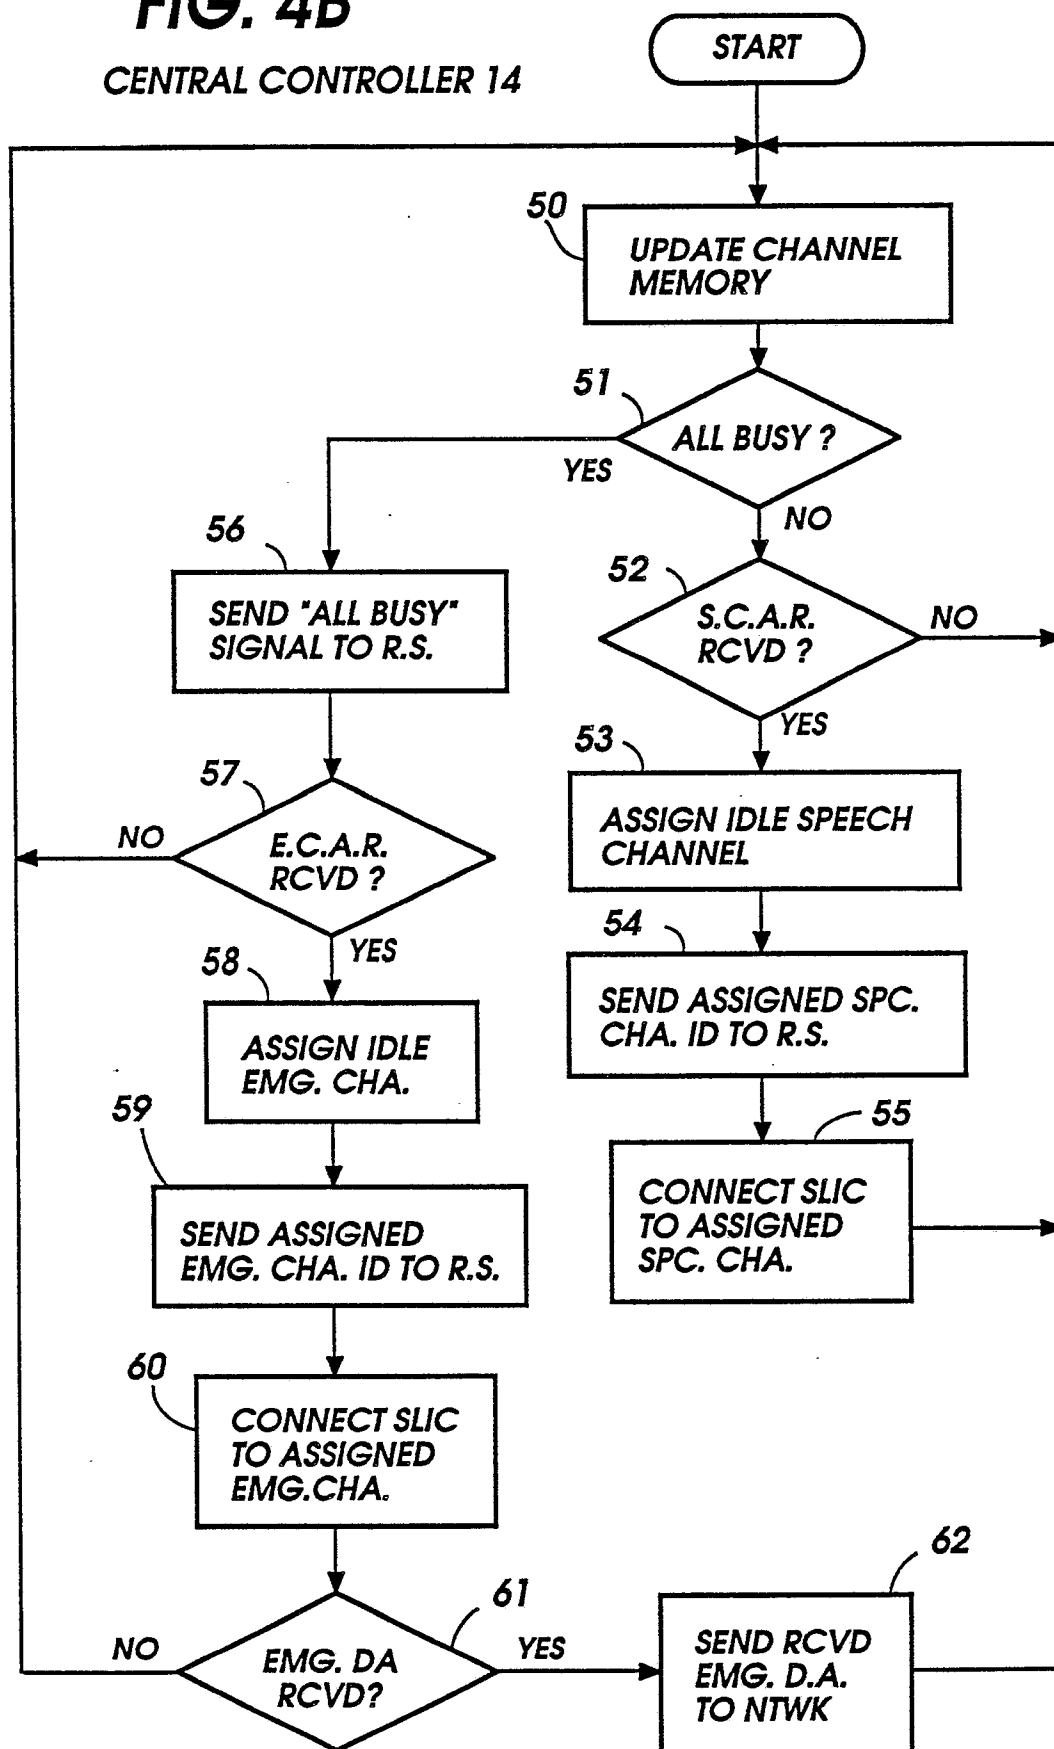 FIG. 4B
CENTRAL CONTROLLER 14
START
50
UPDATE CHANNEL
MEMORY
51
ALL BUSY ?
YES
NO
56
SEND "ALL BUSY"
SIGNAL TO R.S.
52
S.C.A.R.
RCVD ?
NO
YES
57
E.C.A.R.
RCVD ?
NO
YES
53
ASSIGN IDLE SPEECH
CHANNEL
54
SEND ASSIGNED SPC.
CHA. ID TO R.S.
58
ASSIGN IDLE
EMG. CHA.
55
CONNECT SLIC
TO ASSIGNED
SPC. CHA.
59
SEND ASSIGNED
EMG. CHA. ID TO R.S.
60
CONNECT SLIC
TO ASSIGNED
EMG.CHA.
61
EMG. DA
RCVD?
NO
YES
62
SEND RCVD
EMG. D.A.
TO NTWK